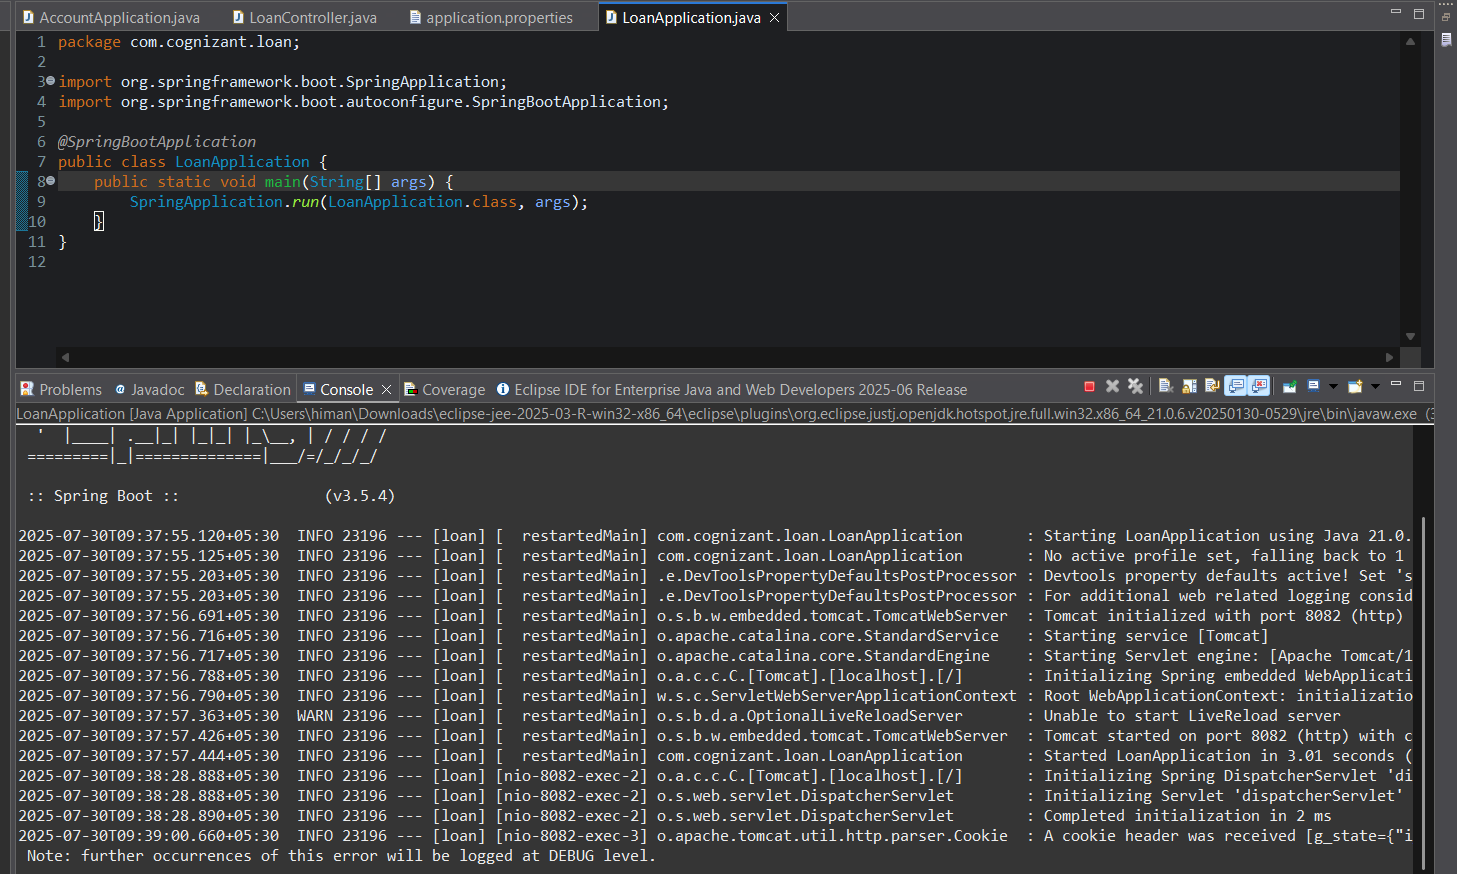 AccountApplication.java LoanController.java application.properties LoanApplication.java
1 package com.cognizant.loan;
2
3 import org.springframework.boot.SpringApplication;
4 import org.springframework.boot.autoconfigure.SpringBootApplication;
5
6 @SpringBootApplication
7 public class LoanApplication {
8     public static void main(String[] args) {
9         SpringApplication.run(LoanApplication.class, args);
10     }
11 }
12
Problems @ Javadoc Declaration Console Coverage Eclipse IDE for Enterprise Java and Web Developers 2025-06 Release
LoanApplication [Java Application] C:\Users\himan\Downloads\eclipse-jee-2025-03-R-win32-x86_64\eclipse\plugins\org.eclipse.justj.openjdk.hotspot.jre.full.win32.x86_64_21.0.6.v20250130-0529\jre\bin\javaw.exe (3
  '  |____| .__|_| |_|_| |_\__, | / / / /
 =========|_|==============|___/=/_/_/_/
 :: Spring Boot ::                (v3.5.4)
2025-07-30T09:37:55.120+05:30  INFO 23196 --- [loan] [  restartedMain] com.cognizant.loan.LoanApplication       : Starting LoanApplication using Java 21.0.
2025-07-30T09:37:55.125+05:30  INFO 23196 --- [loan] [  restartedMain] com.cognizant.loan.LoanApplication       : No active profile set, falling back to 1
2025-07-30T09:37:55.203+05:30  INFO 23196 --- [loan] [  restartedMain] .e.DevToolsPropertyDefaultsPostProcessor : Devtools property defaults active! Set 's
2025-07-30T09:37:55.203+05:30  INFO 23196 --- [loan] [  restartedMain] .e.DevToolsPropertyDefaultsPostProcessor : For additional web related logging consid
2025-07-30T09:37:56.691+05:30  INFO 23196 --- [loan] [  restartedMain] o.s.b.w.embedded.tomcat.TomcatWebServer  : Tomcat initialized with port 8082 (http)
2025-07-30T09:37:56.716+05:30  INFO 23196 --- [loan] [  restartedMain] o.apache.catalina.core.StandardService   : Starting service [Tomcat]
2025-07-30T09:37:56.717+05:30  INFO 23196 --- [loan] [  restartedMain] o.apache.catalina.core.StandardEngine    : Starting Servlet engine: [Apache Tomcat/1
2025-07-30T09:37:56.788+05:30  INFO 23196 --- [loan] [  restartedMain] o.a.c.c.C.[Tomcat].[localhost].[/]       : Initializing Spring embedded WebApplicati
2025-07-30T09:37:56.790+05:30  INFO 23196 --- [loan] [  restartedMain] w.s.c.ServletWebServerApplicationContext : Root WebApplicationContext: initializatio
2025-07-30T09:37:57.363+05:30  WARN 23196 --- [loan] [  restartedMain] o.s.b.d.a.OptionalLiveReloadServer       : Unable to start LiveReload server
2025-07-30T09:37:57.426+05:30  INFO 23196 --- [loan] [  restartedMain] o.s.b.w.embedded.tomcat.TomcatWebServer  : Tomcat started on port 8082 (http) with c
2025-07-30T09:37:57.444+05:30  INFO 23196 --- [loan] [  restartedMain] com.cognizant.loan.LoanApplication       : Started LoanApplication in 3.01 seconds (
2025-07-30T09:38:28.888+05:30  INFO 23196 --- [loan] [nio-8082-exec-2] o.a.c.c.C.[Tomcat].[localhost].[/]       : Initializing Spring DispatcherServlet 'di
2025-07-30T09:38:28.888+05:30  INFO 23196 --- [loan] [nio-8082-exec-2] o.s.web.servlet.DispatcherServlet        : Initializing Servlet 'dispatcherServlet'
2025-07-30T09:38:28.890+05:30  INFO 23196 --- [loan] [nio-8082-exec-2] o.s.web.servlet.DispatcherServlet        : Completed initialization in 2 ms
2025-07-30T09:39:00.660+05:30  INFO 23196 --- [loan] [nio-8082-exec-3] o.apache.tomcat.util.http.parser.Cookie  : A cookie header was received [g_state={"i
 Note: further occurrences of this error will be logged at DEBUG level.